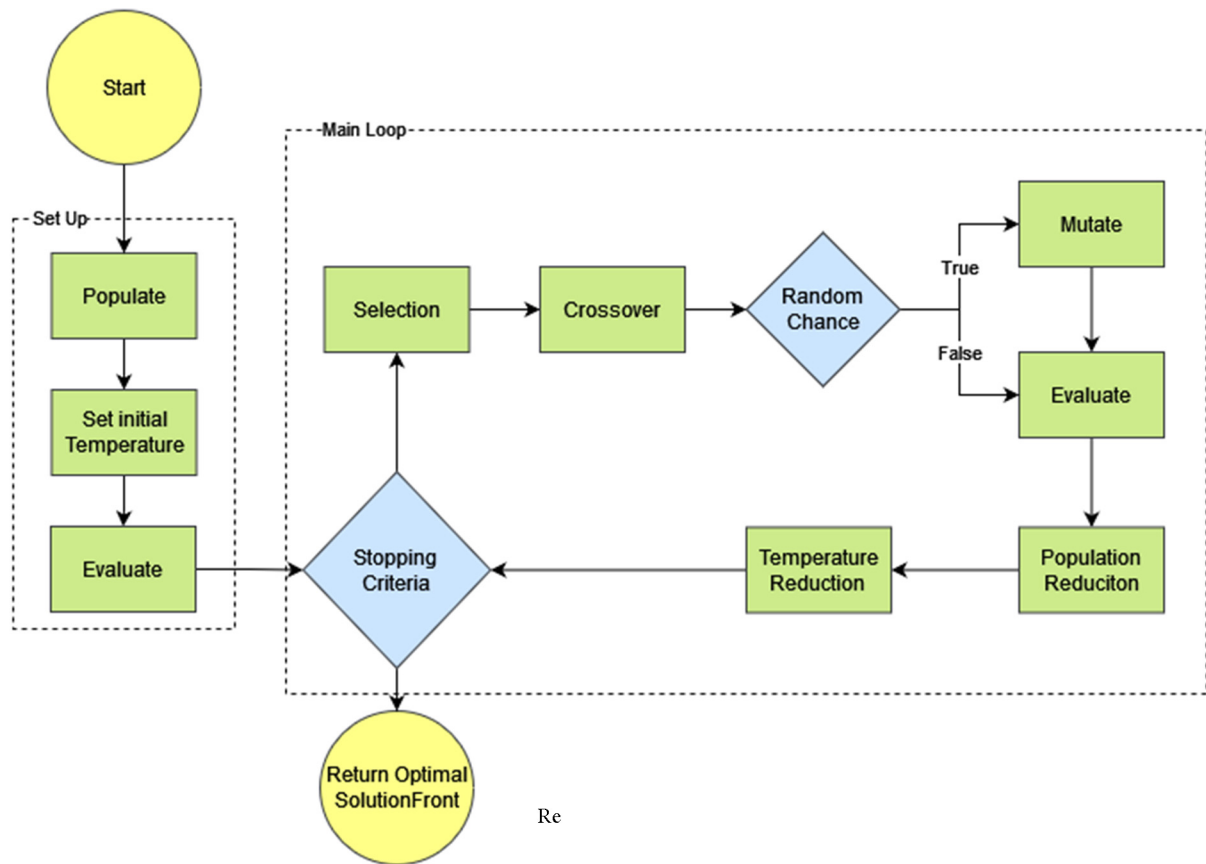 Start
Set Up
Populate
Set initial
Temperature
Evaluate
Main Loop
Selection
Crossover
Random
Chance
True
False
Mutate
Evaluate
Population
Reduciton
Temperature
Reduction
Stopping
Criteria
Return Optimal
SolutionFront
Re